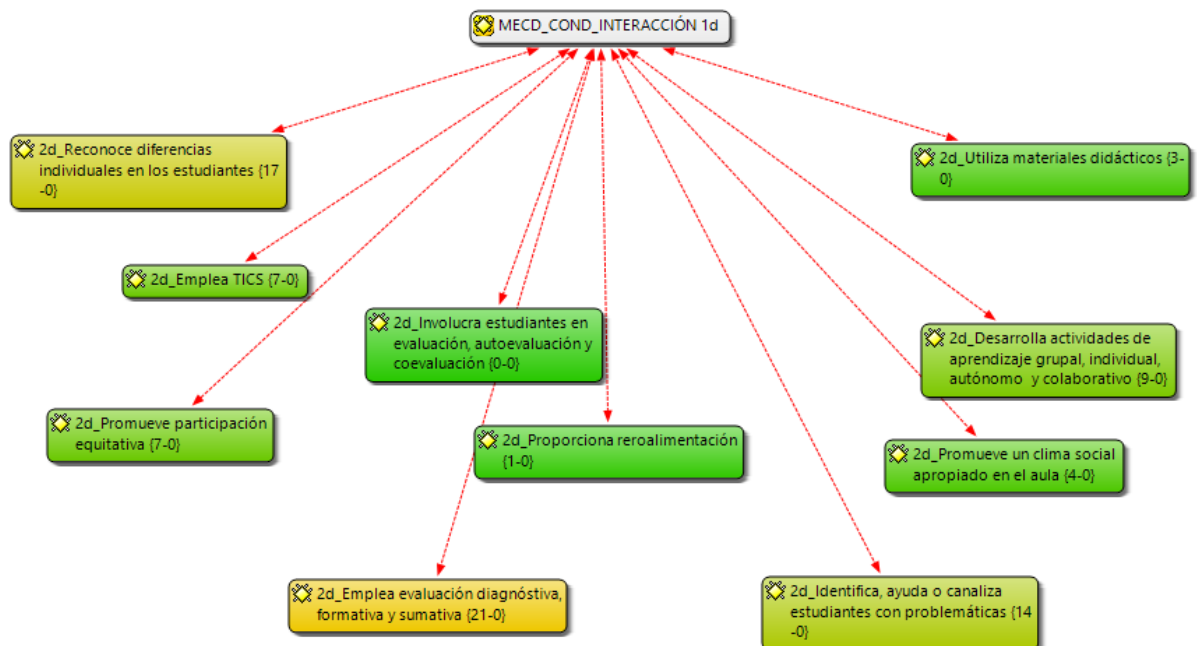 MECD_COND_INTERACCIÓN 1d
2d_Reconoce diferencias
individuales en los estudiantes {17
-0}
2d_Utiliza materiales didácticos {3-
0}
2d_Emplea TICS {7-0}
2d_Involucra estudiantes en
evaluación, autoevaluación y
coevaluación {0-0}
2d_Desarrolla actividades de
aprendizaje grupal, individual,
autónomo y colaborativo {9-0}
2d_Promueve participación
equitativa {7-0}
2d_Proporciona reroalimentación
{1-0}
2d_Promueve un clima social
apropiado en el aula {4-0}
2d_Emplea evaluación diagnóstiva,
formativa y sumativa {21-0}
2d_Identifica, ayuda o canaliza
estudiantes con problemáticas {14
-0}